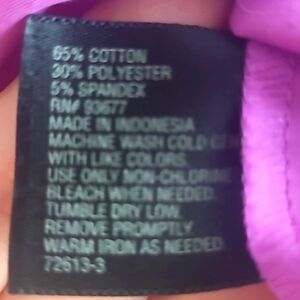 65% COTTON
30% POLYESTER
5% SPANDEX
RN# 93677
MADE IN INDONESIA
MACHINE WASH COLD GEN
WITH LIKE COLORS.
USE ONLY NON-CHLORINE
BLEACH WHEN NEEDED.
TUMBLE DRY LOW.
REMOVE PROMPTLY.
WARM IRON AS NEEDED.
72613-3